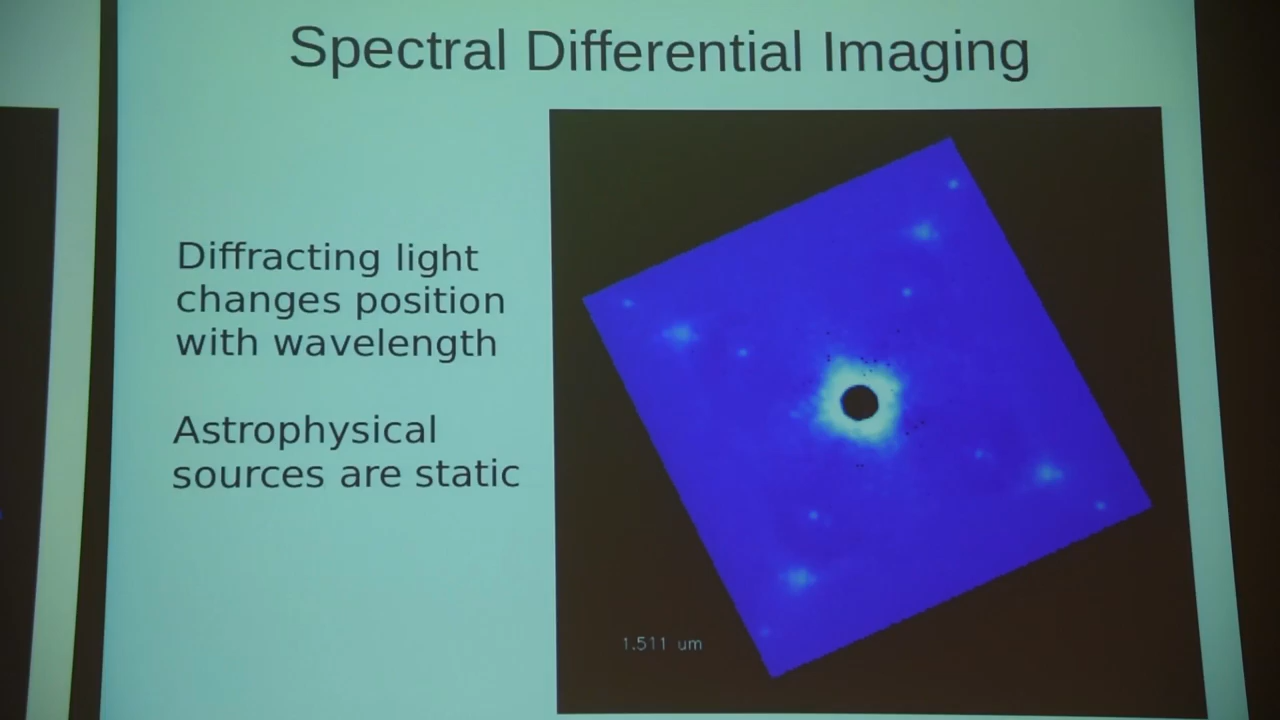 Spectral Differential Imaging
Diffracting light
changes position
with wavelength
Astrophysical
sources are static
1.511 um